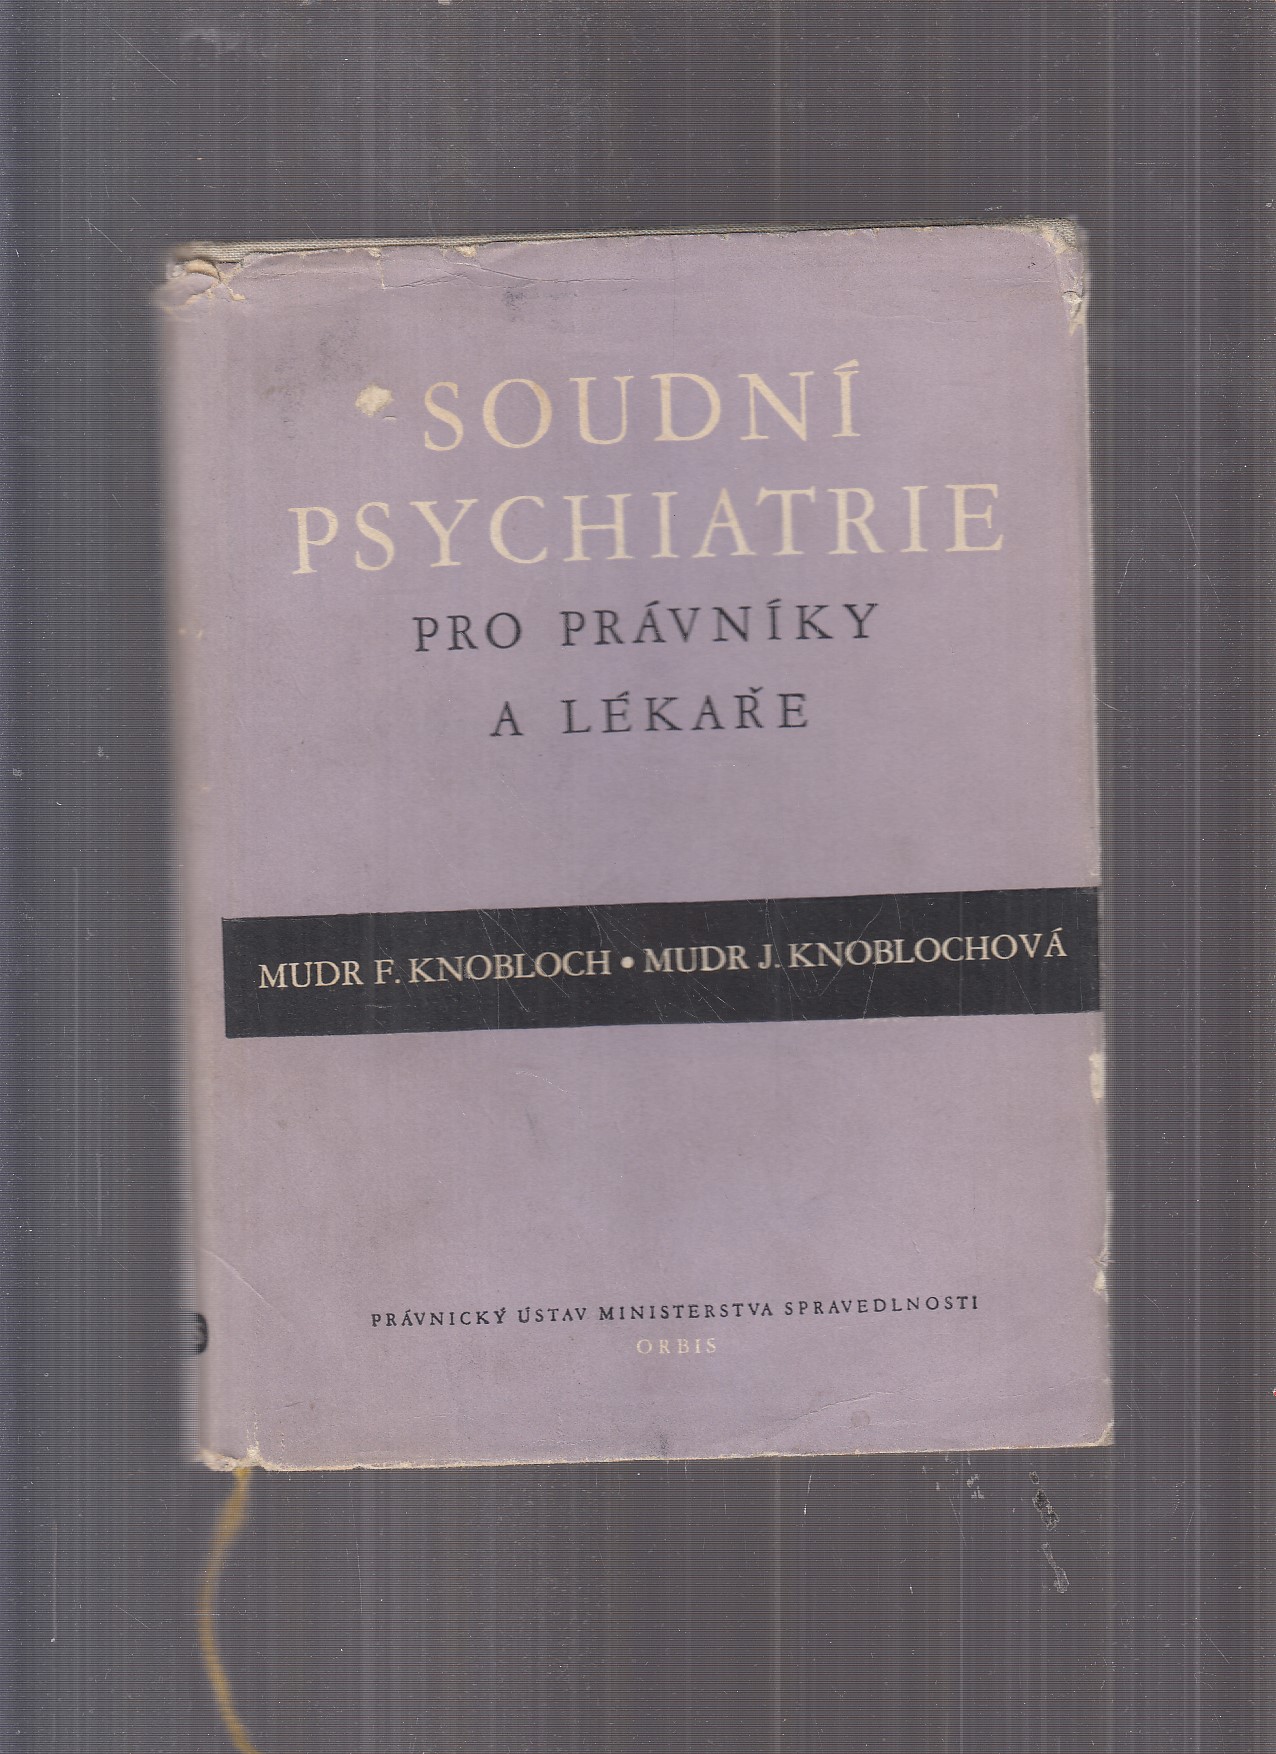 SOUDNÍ
PSYCHIATRIE
PRO PRÁVNÍKY
A LÉKAŘE
MUDR F. KNOBLOCH • MUDR J. KNOBLOCHOVÁ
PRÁVNICKÝ ÚSTAV MINISTERSTVA SPRAVEDLNOSTI
ORBIS